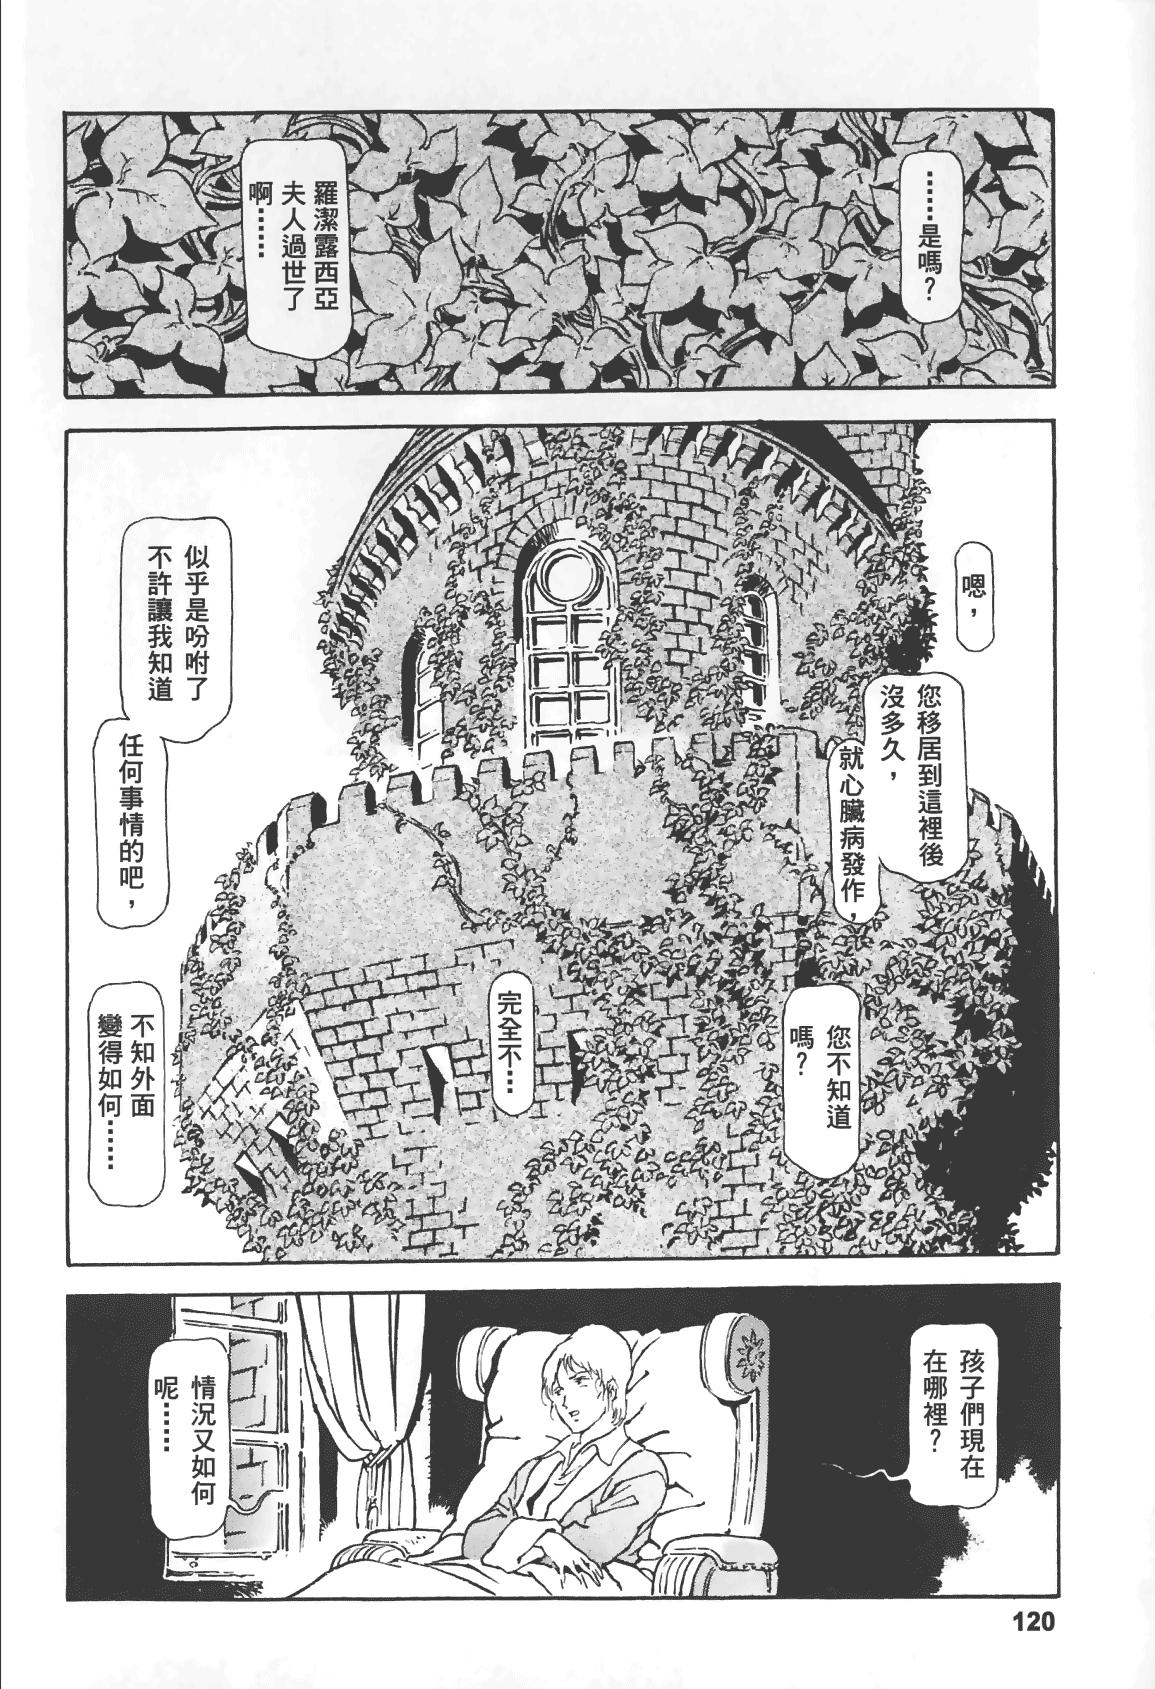 ……是嗎？
羅潔露西亞
夫人過世了
啊……
嗯，
您移居到這裡後
沒多久，
就心臟病發作，
您不知道
嗎？
完全不…
似乎是吩咐了
不許讓我知道
任何事情的吧，
不知外面
變得如何……
孩子們現在
在哪裡？
情況又如何
呢……
120